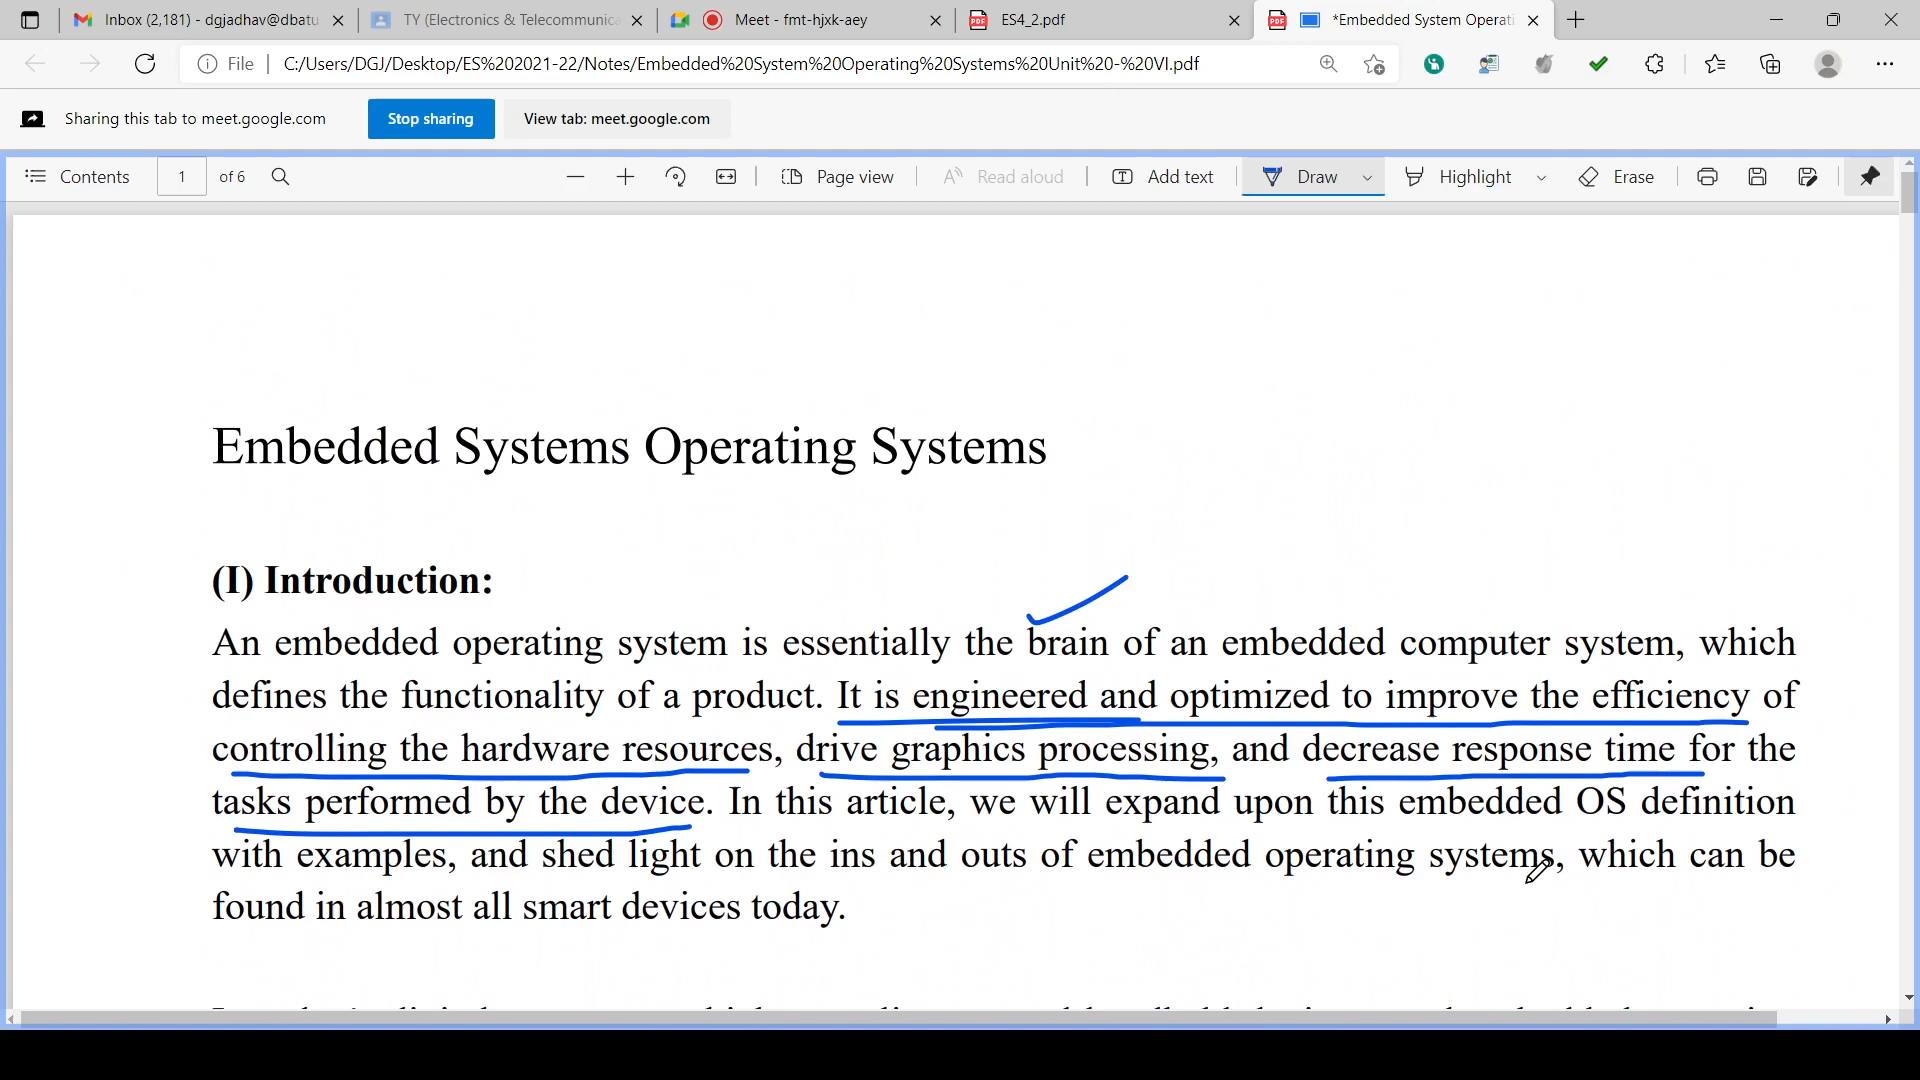 Inbox (2,181) - dgjadhav@dbatu
TY (Electronics & Telecommunica
Meet - fmt-hjxk-aey
ES4_2.pdf
*Embedded System Operati
File
C:/Users/DGJ/Desktop/ES%202021-22/Notes/Embedded%20System%20Operating%20Systems%20Unit%20-%20VI.pdf
Sharing this tab to meet.google.com
Stop sharing
View tab: meet.google.com
Contents
1
of 6
Page view
Read aloud
Add text
Draw
Highlight
Erase
Embedded Systems Operating Systems
(I) Introduction:
An embedded operating system is essentially the brain of an embedded computer system, which
defines the functionality of a product. It is engineered and optimized to improve the efficiency of
controlling the hardware resources, drive graphics processing, and decrease response time for the
tasks performed by the device. In this article, we will expand upon this embedded OS definition
with examples, and shed light on the ins and outs of embedded operating systems, which can be
found in almost all smart devices today.